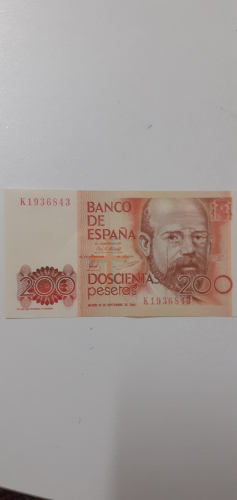 K1936843
BANCO
DE
ESPAÑA
DOSCIENTAS
200
200
pesetas
K1936843